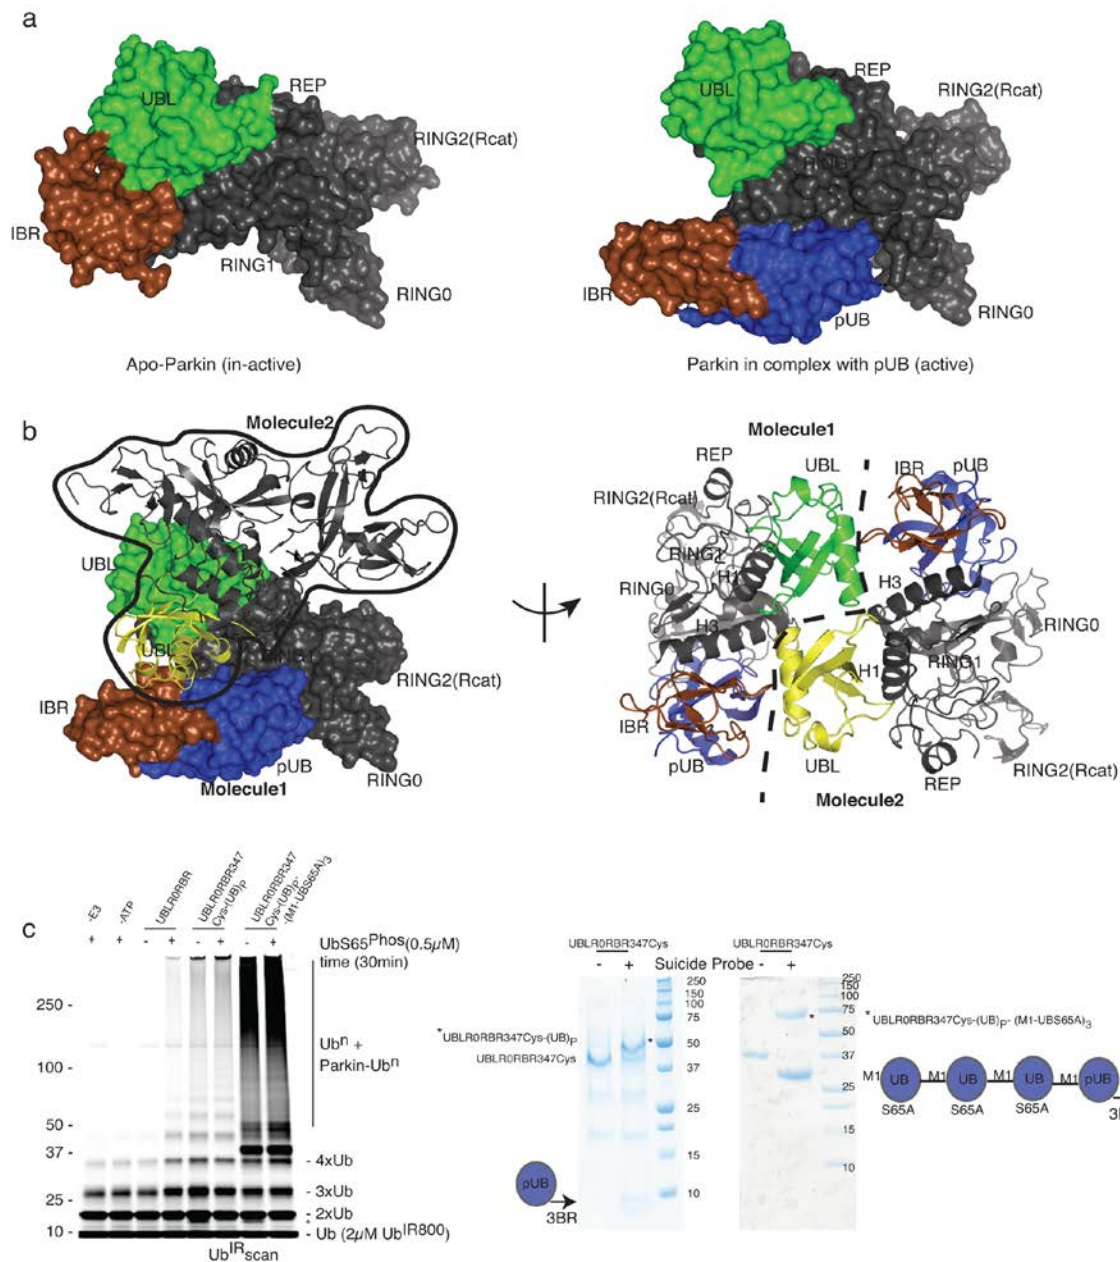 a
UBL
REP
RING2(Rcat)
IBR
RING1
RING0
Apo-Parkin (in-active)
UBL
REP
RING2(Rcat)
IBR
pUB
RING0
Parkin in complex with pUB (active)
b
Molecule2
UBL
UBL
IBR
RING2(Rcat)
pUB
RING0
Molecule1
Molecule1
REP
UBL
IBR
pUB
RING2(Rcat)
RING1
H1
H3
RING0
RING0
H3
H1
RING1
IBR
pUB
UBL
REP
RING2(Rcat)
Molecule2
c
-E3
-ATP
UBLR0RBR
UBLR0RBR347
Cys-(UB)P
UBLR0RBR347
Cys-(UB)P-
-(M1-UBS65A)3
+ + - + - + - +
UbS65Phos(0.5µM)
time (30min)
250 -
100 -
50 -
37 -
25 -
10 -
Ubn +
Parkin-Ubn
- 4xUb
- 3xUb
- 2xUb
- Ub (2µM UbIR800)
UbIRscan
UBLR0RBR347Cys
- +
Suicide Probe
UBLR0RBR347Cys
- +
*UBLR0RBR347Cys-(UB)P
UBLR0RBR347Cys
*
250
150
100
75
50
37
25
20
15
10
pUB
3BR
*
250
150
100
75
50
37
25
20
15
10
*UBLR0RBR347Cys-(UB)P- (M1-UBS65A)3
M1 UB M1 UB M1 UB M1 pUB
S65A S65A S65A